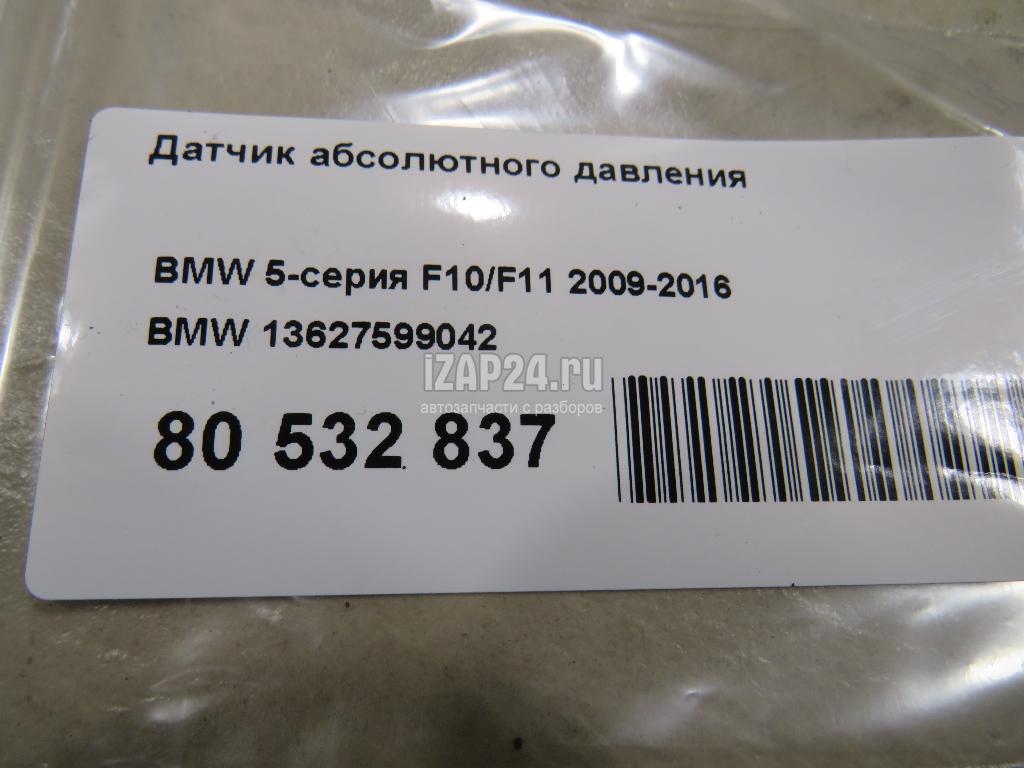 Датчик абсолютного давления
BMW 5-серия F10/F11 2009-2016
BMW 13627599042
iZAP24.ru
автозапчасти с разборов
80 532 837